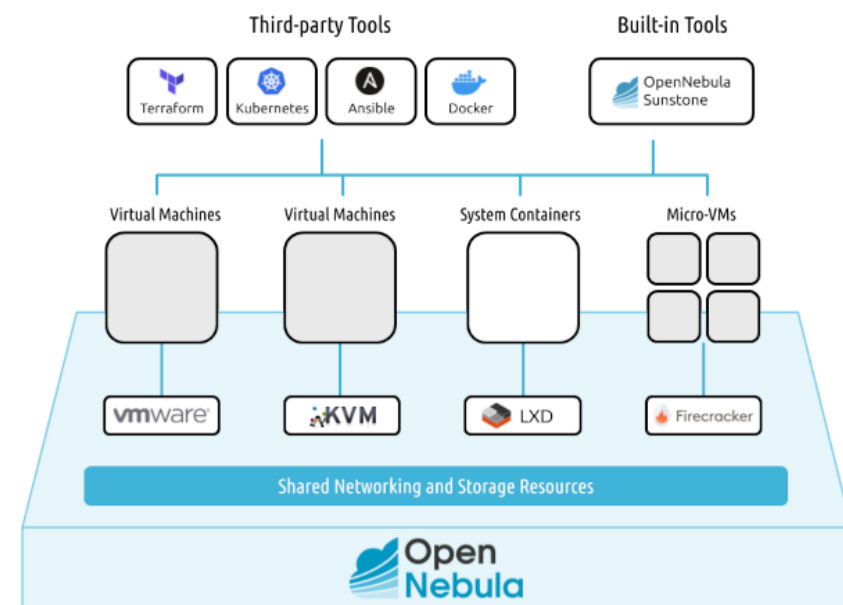 Third-party Tools
Built-in Tools
Terraform
Kubernetes
Ansible
Docker
OpenNebula
Sunstone
Virtual Machines
Virtual Machines
System Containers
Micro-VMs
vmware
KVM
LXD
Firecracker
Shared Networking and Storage Resources
Open
Nebula